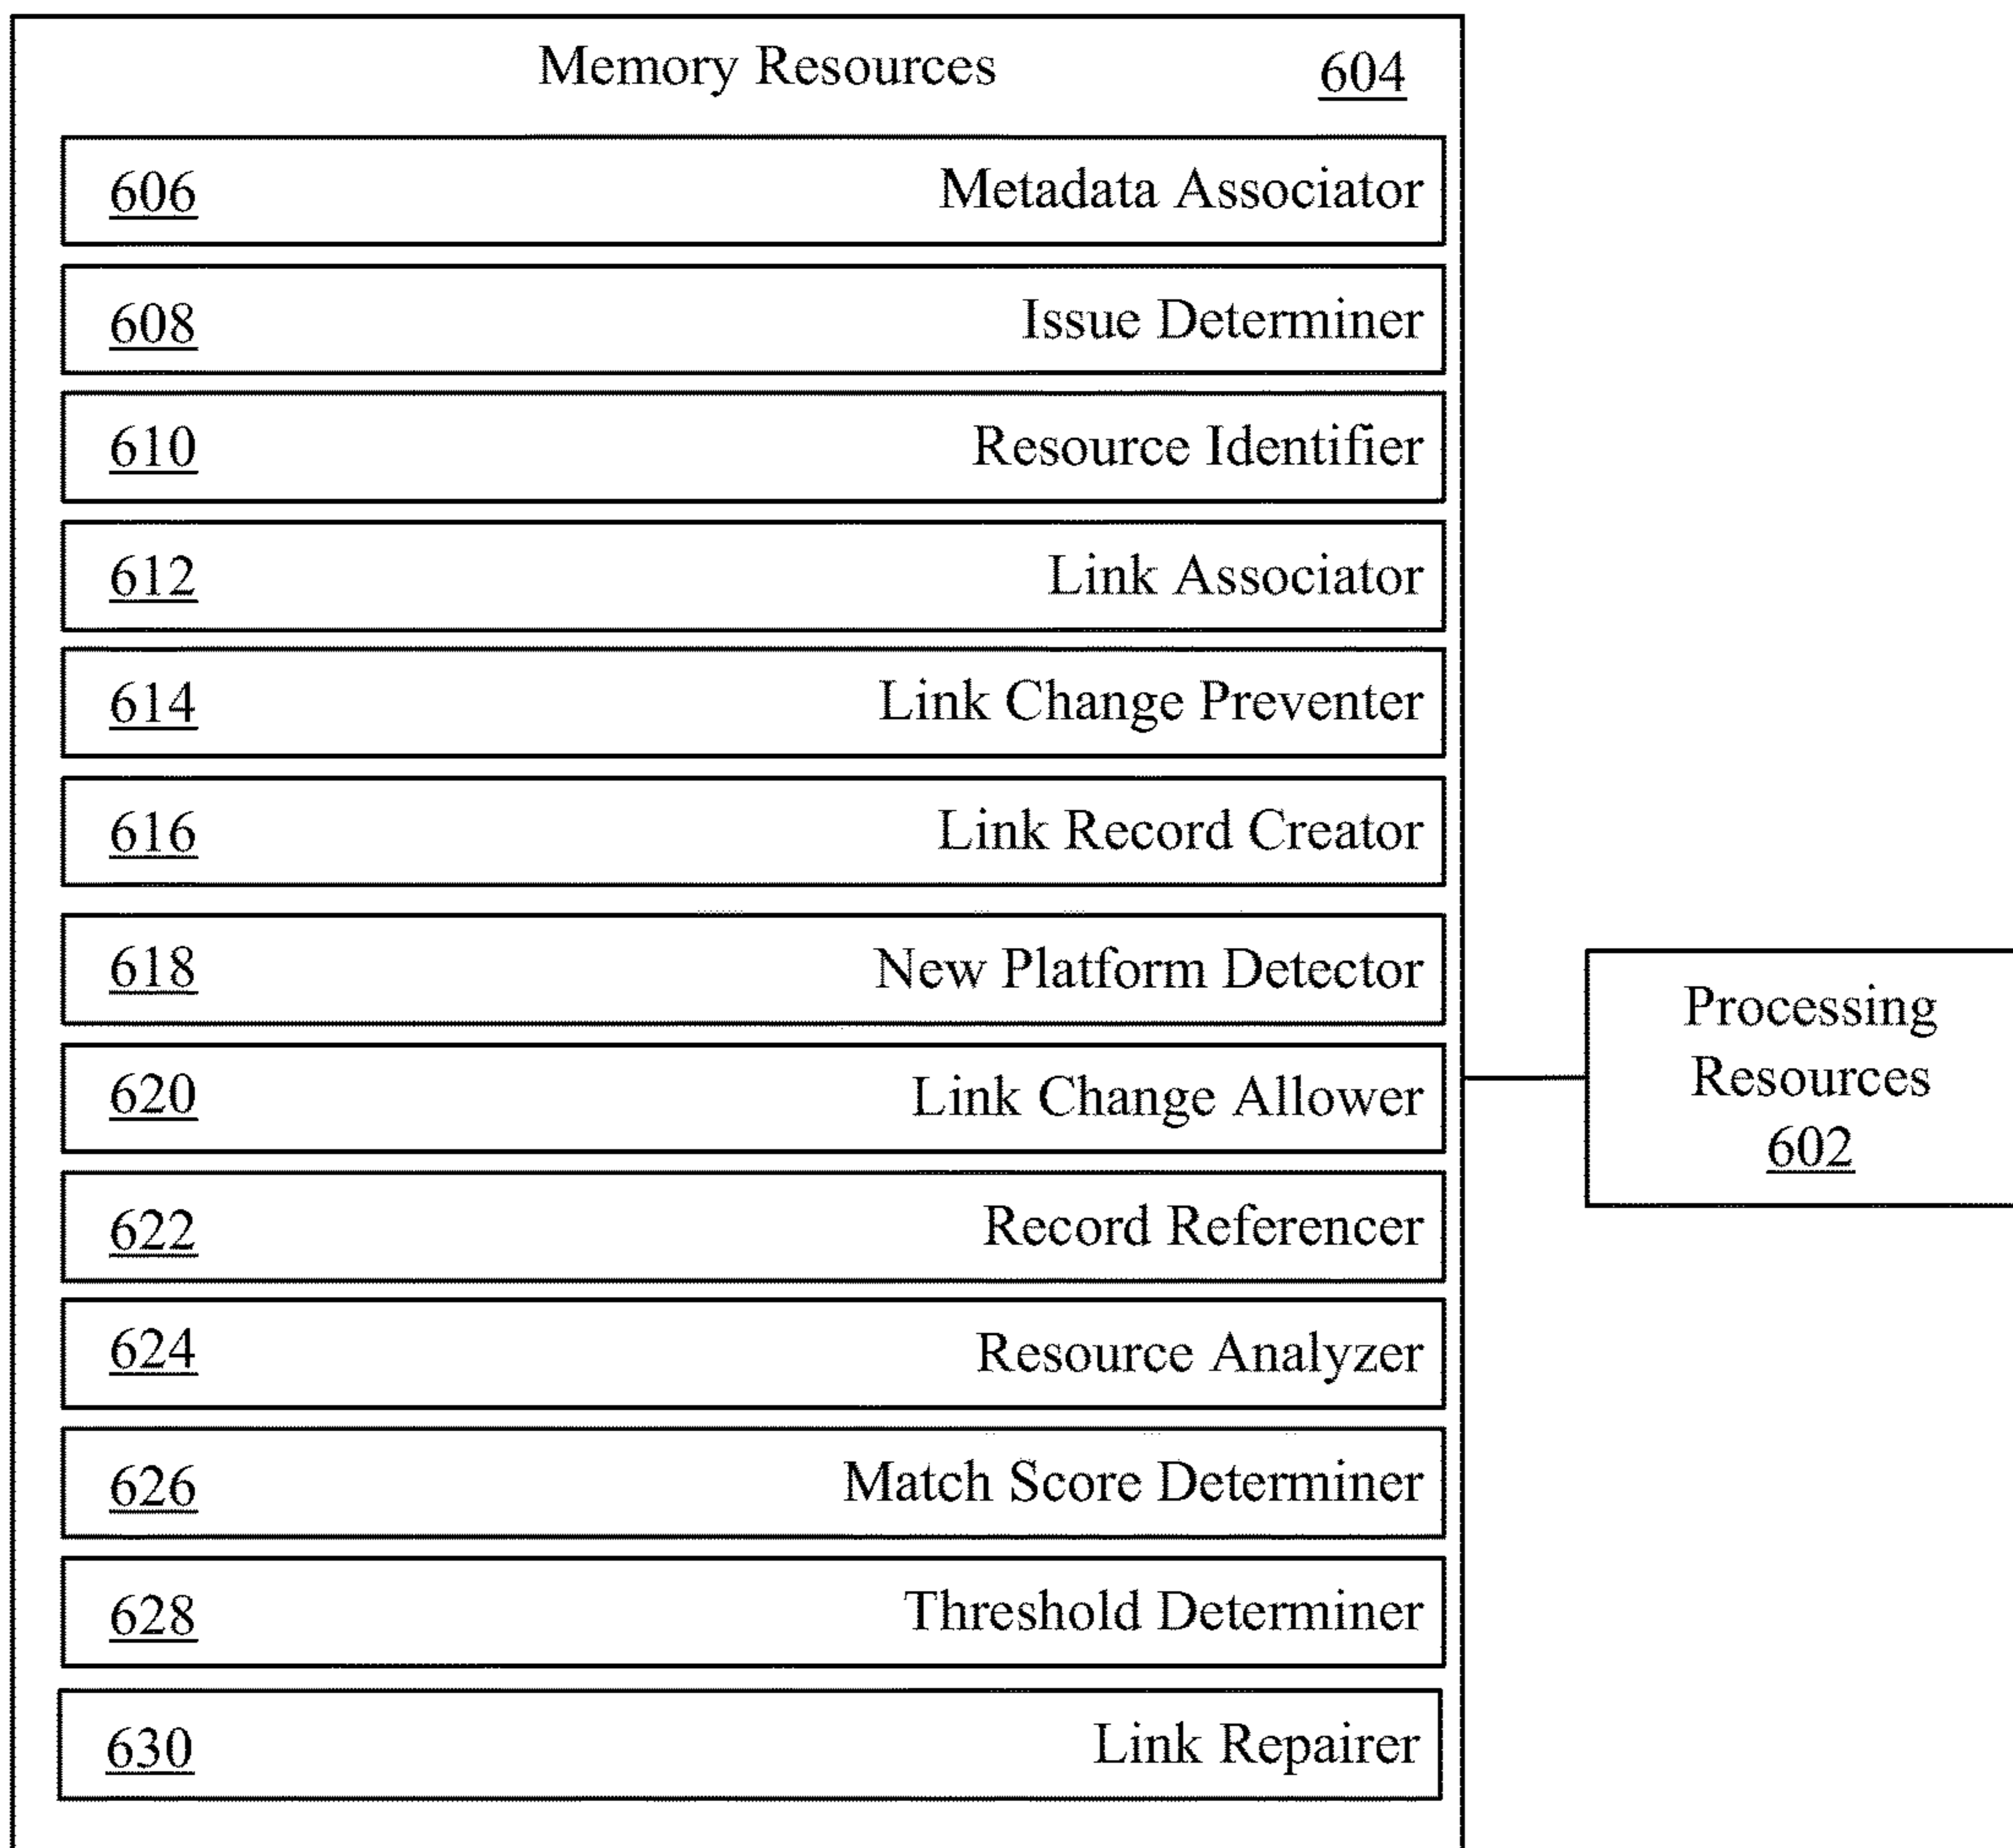 Memory Resources 604
606 Metadata Associator
608 Issue Determiner
610 Resource Identifier
612 Link Associator
614 Link Change Preventer
616 Link Record Creator
618 New Platform Detector
620 Link Change Allower
622 Record Referencer
624 Resource Analyzer
626 Match Score Determiner
628 Threshold Determiner
630 Link Repairer
Processing
Resources
602